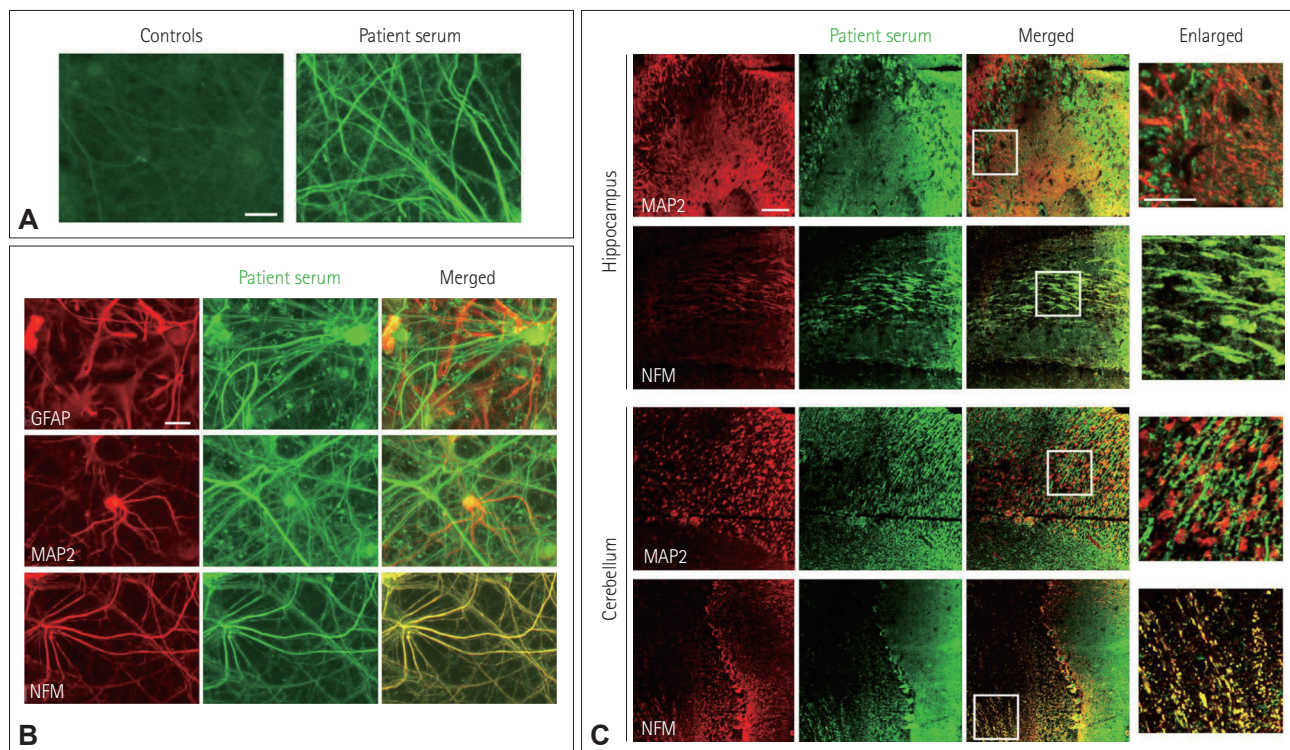 Controls Patient serum
A
Patient serum Merged
GFAP
MAP2
NFM
B
Patient serum Merged Enlarged
Hippocampus
MAP2
NFM
Cerebellum
MAP2
NFM
C